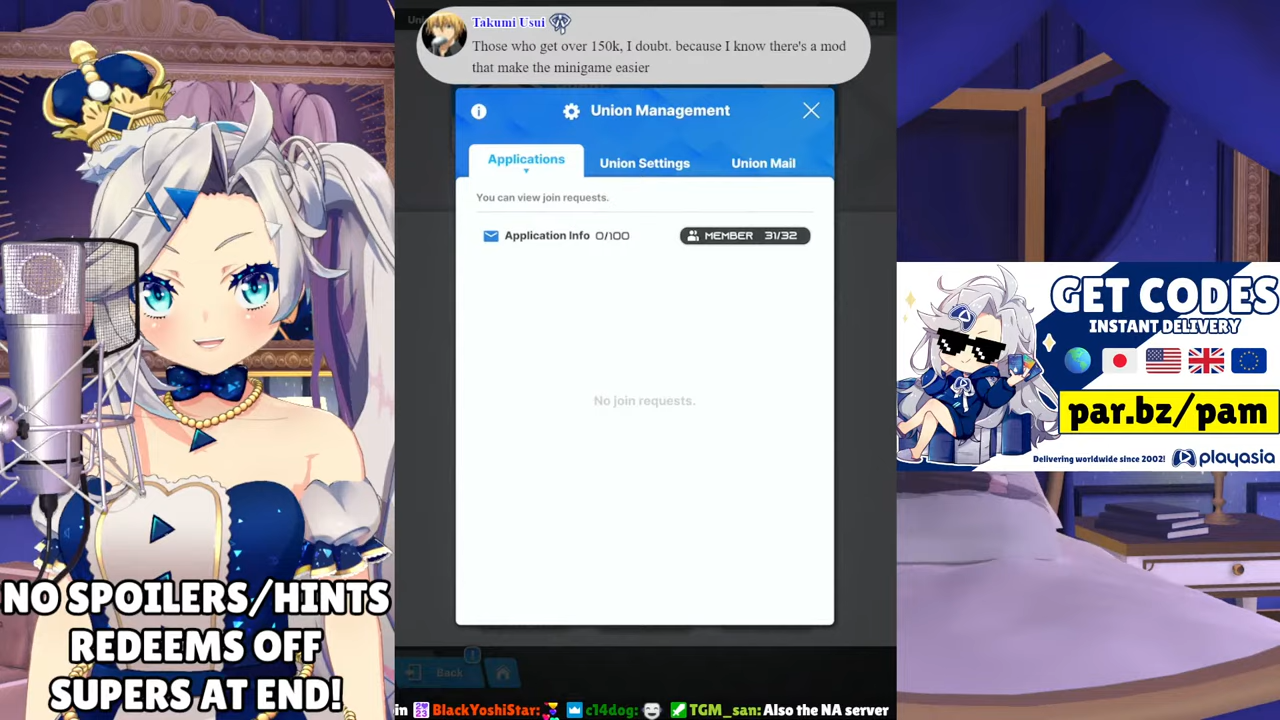 Takumi Usui
Those who get over 150k, I doubt. because I know there's a mod
that make the minigame easier
Union Management
Applications
Union Settings
Union Mail
You can view join requests.
Application Info 0/100
MEMBER 31/32
No join requests.
Back
GET CODES
INSTANT DELIVERY
par.bz/pam
Delivering worldwide since 2002! playasia
NO SPOILERS/HINTS
REDEEMS OFF
SUPERS AT END!
in BlackYoshiStar: c14dog: TGM_san: Also the NA server